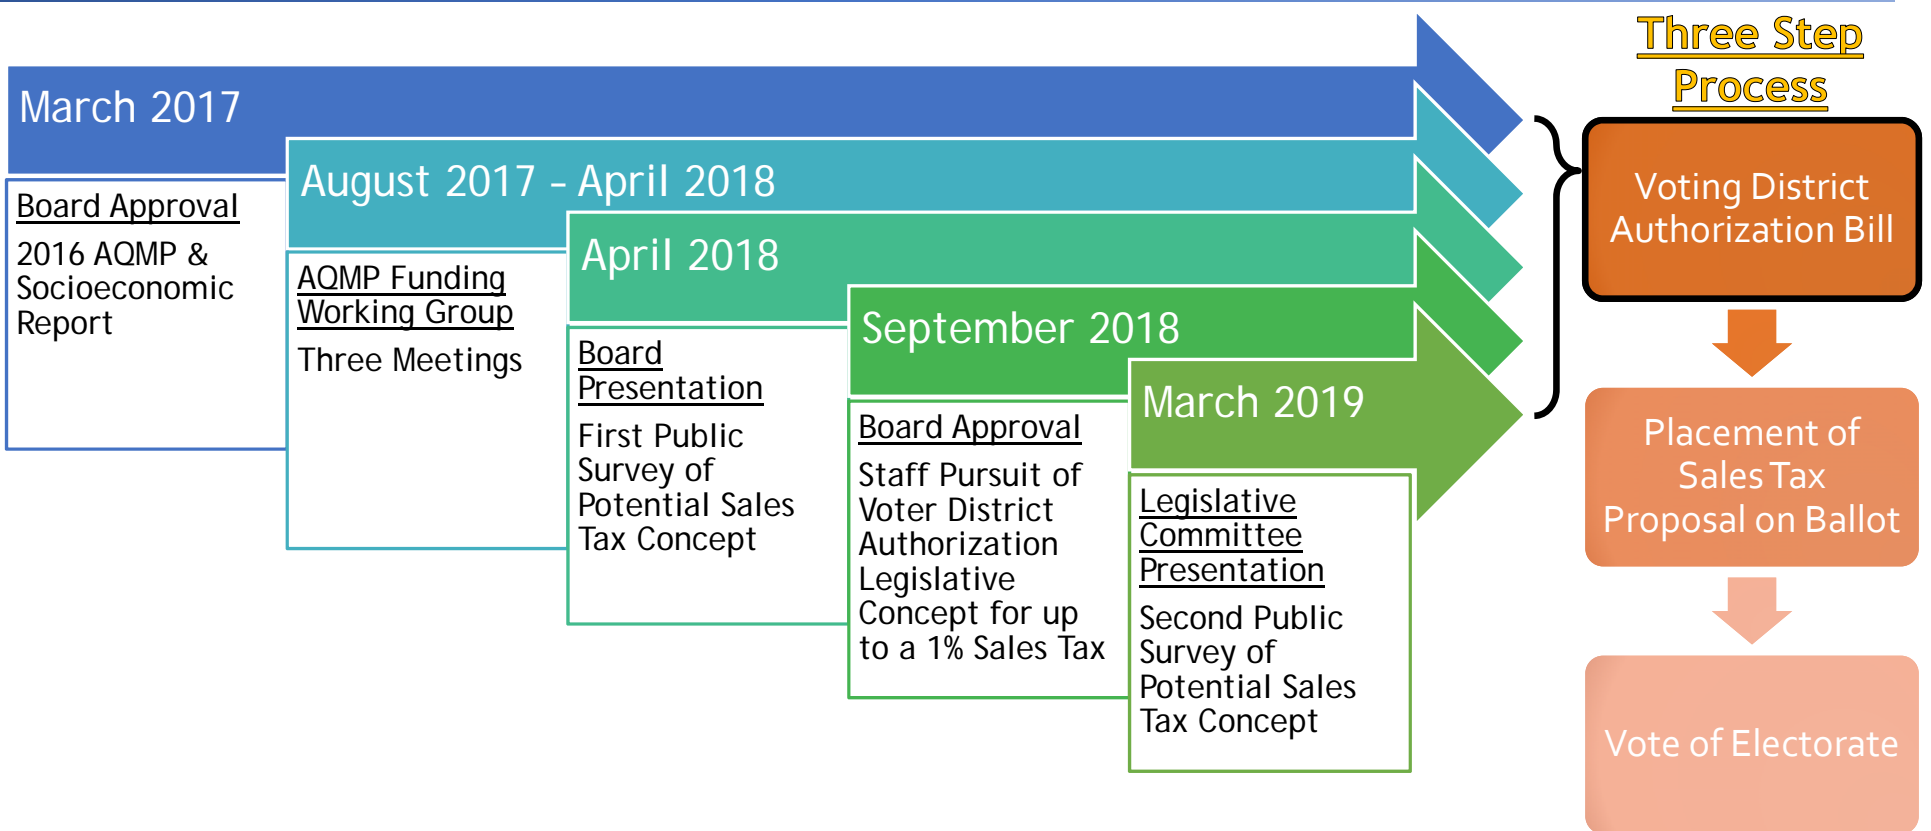 Three Step
Process
March 2017
Board Approval
2016 AQMP &
Socioeconomic
Report
August 2017 – April 2018
AQMP Funding
Working Group
Three Meetings
April 2018
Board
Presentation
First Public
Survey of
Potential Sales
Tax Concept
September 2018
Board Approval
Staff Pursuit of
Voter District
Authorization
Legislative
Concept for up
to a 1% Sales Tax
March 2019
Legislative
Committee
Presentation
Second Public
Survey of
Potential Sales
Tax Concept
Voting District
Authorization Bill
Placement of
Sales Tax
Proposal on Ballot
Vote of Electorate